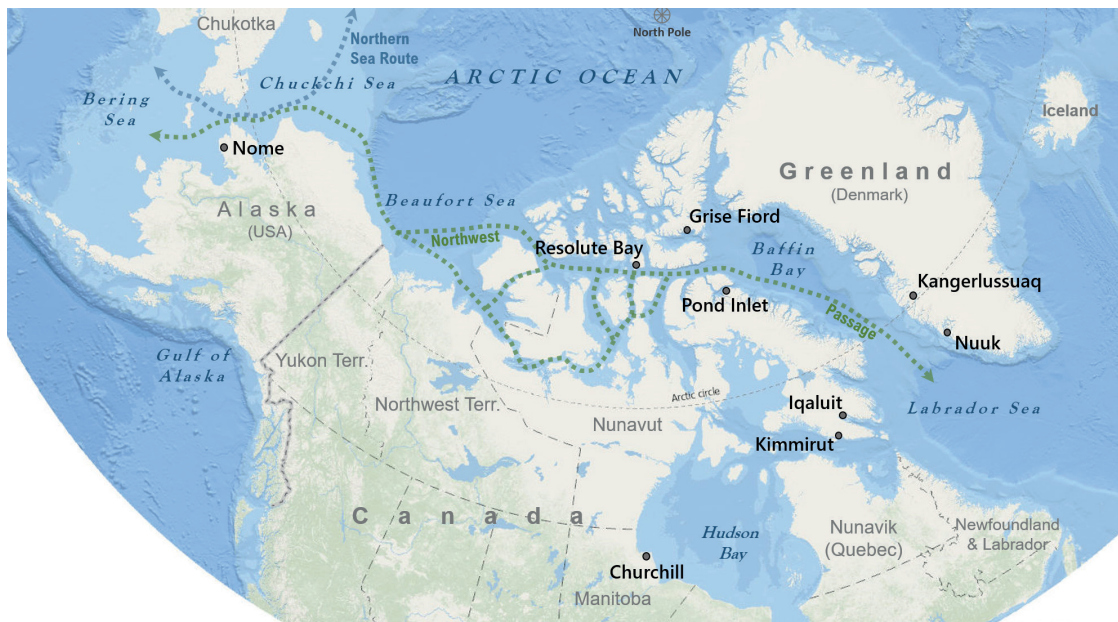 Chukotka
North Pole
Northern
Sea Route
Chuckchi Sea
ARCTIC OCEAN
Bering
Sea
Iceland
Nome
Greenland
(Denmark)
Alaska
(USA)
Beaufort Sea
Grise Fiord
Northwest
Resolute Bay
Baffin
Bay
Kangerlussuaq
Pond Inlet
Passage
Nuuk
Gulf of
Alaska
Yukon Terr.
Arctic circle
Northwest Terr.
Iqaluit
Labrador Sea
Nunavut
Kimmirut
Canada
Hudson
Bay
Nunavik
(Quebec)
Newfoundland
& Labrador
Churchill
Manitoba